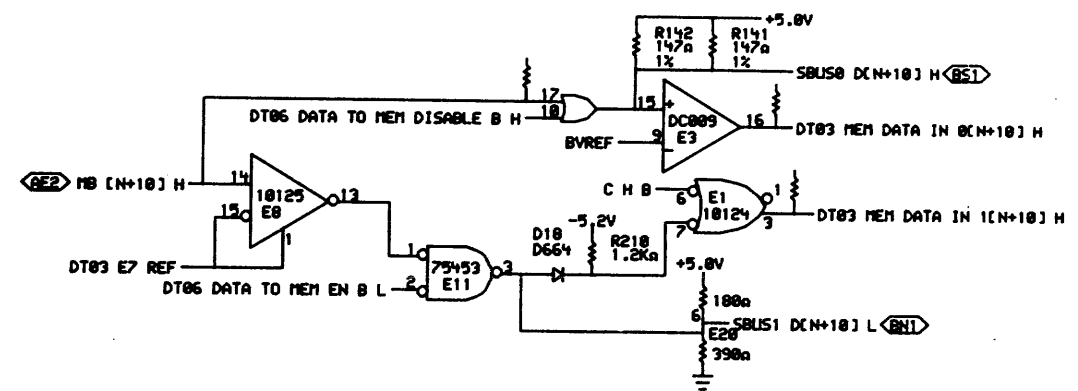 +5.0V
R142 R141
147Ω 147Ω
1% 1%
SBUS0 D[N+10] H BS1
17
DT06 DATA TO MEM DISABLE B H 18
15 +
DC009 16
E3
DT03 MEM DATA IN 0[N+10] H
BVREF 9 -
AE2 MB [N+10] H 14
10125 13
15 E8
1
DT03 E7 REF
C H B 6
E1 1
10124
7 3
DT03 MEM DATA IN 1[N+10] H
-5.2V
D18
D664
R210
1.2KΩ
1
75453 3
DT06 DATA TO MEM EN B L 2
E11
+5.0V
180Ω
6
SBUS1 D[N+10] L BN1
E20
390Ω